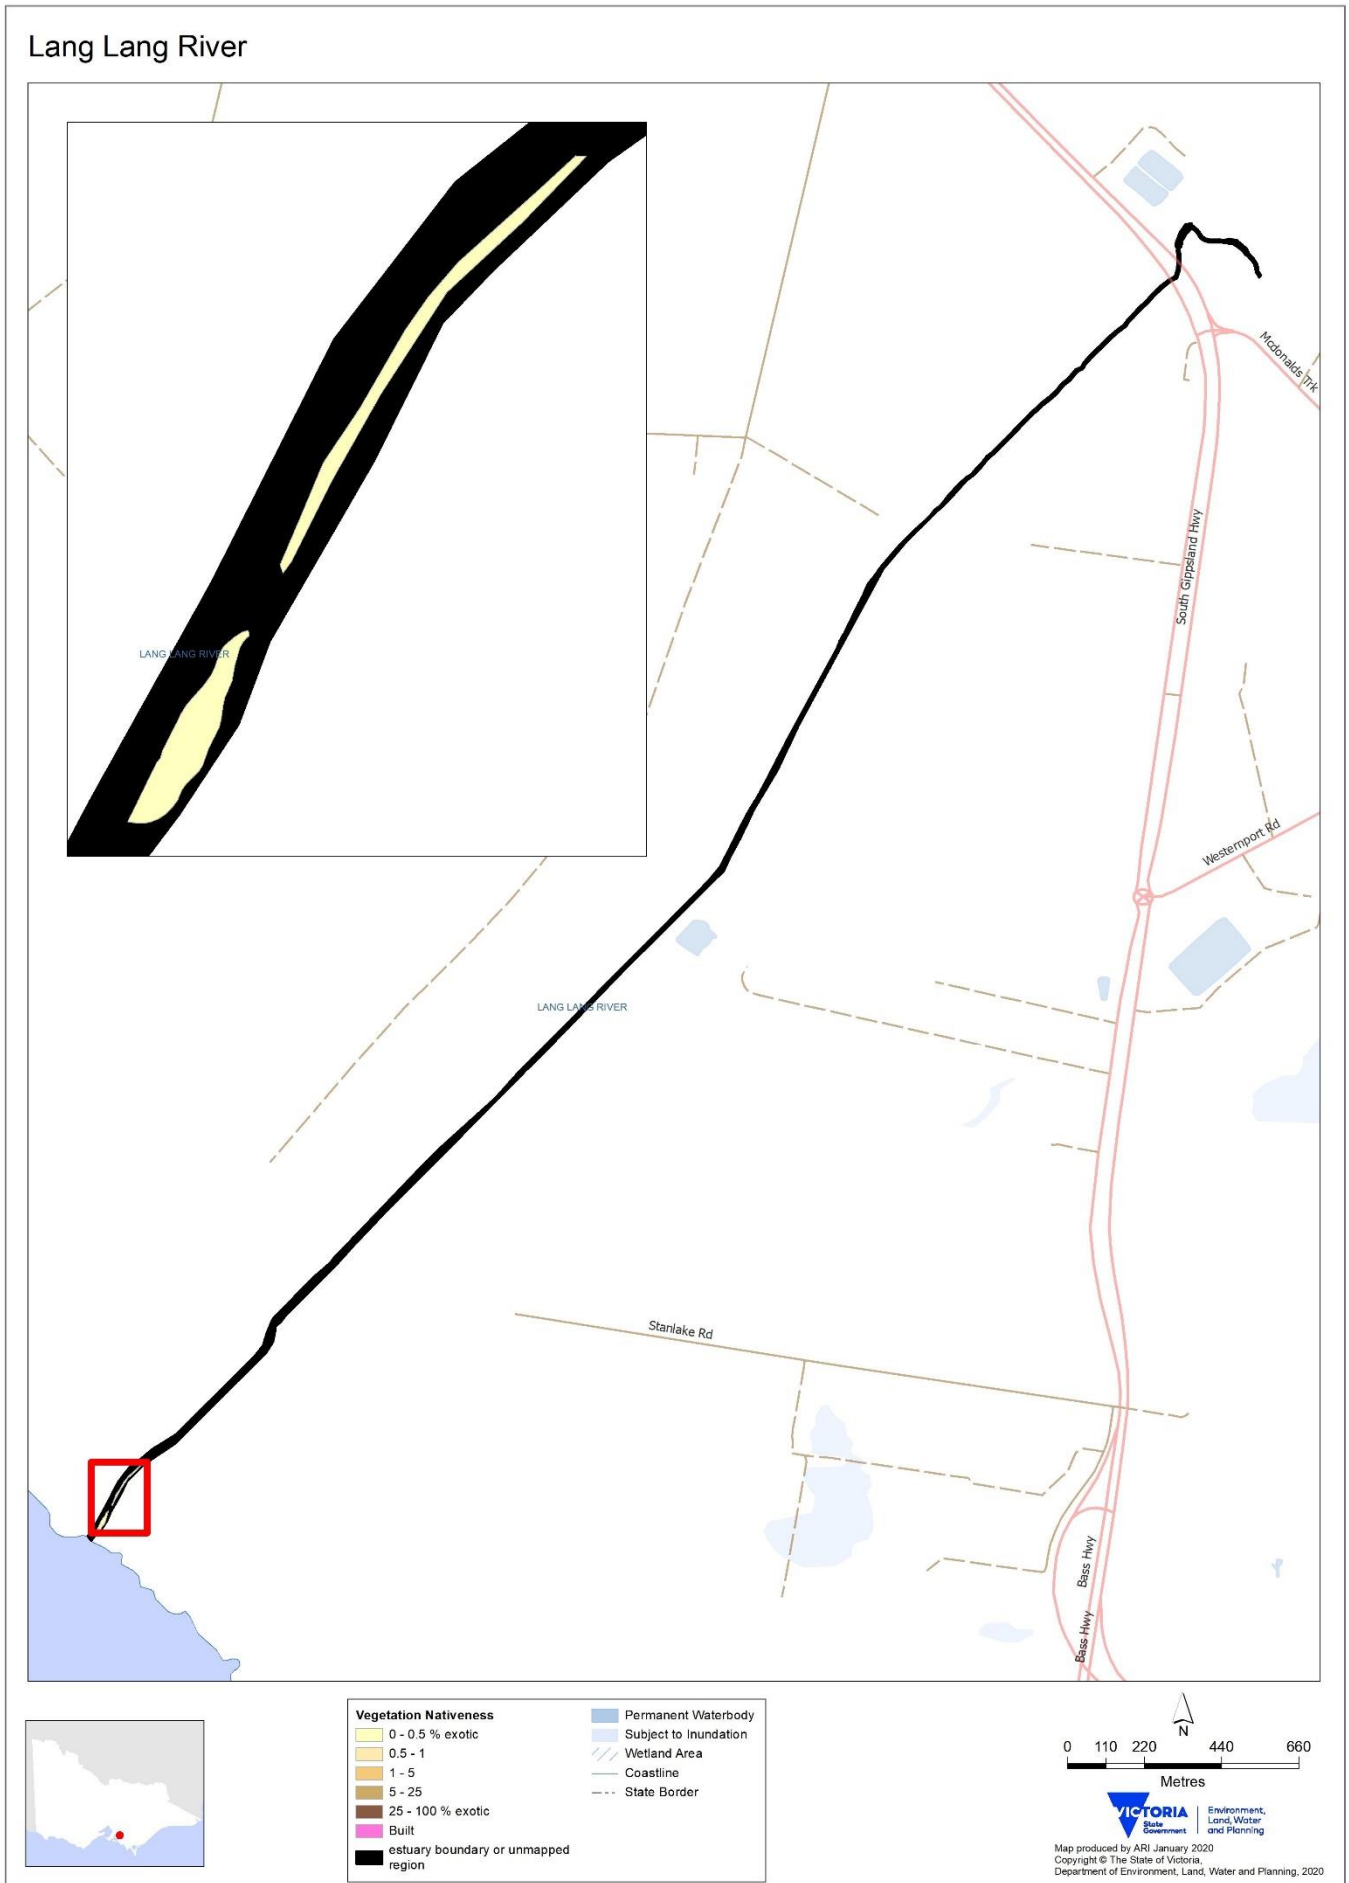 Lang Lang River
Mcdonalds Trk
South Gippsland Hwy
LANG LANG RIVER
Westernport Rd
LANG LANG RIVER
Stanlake Rd
Bass Hwy
Bass Hwy
Vegetation Nativeness
0 - 0.5 % exotic
0.5 - 1
1 - 5
5 - 25
25 - 100 % exotic
Built
estuary boundary or unmapped
region
Permanent Waterbody
Subject to Inundation
Wetland Area
Coastline
State Border
N
0 110 220 440 660
Metres
VICTORIA
State
Government
Environment,
Land, Water
and Planning
Map produced by ARI January 2020
Copyright © The State of Victoria,
Department of Environment, Land, Water and Planning, 2020